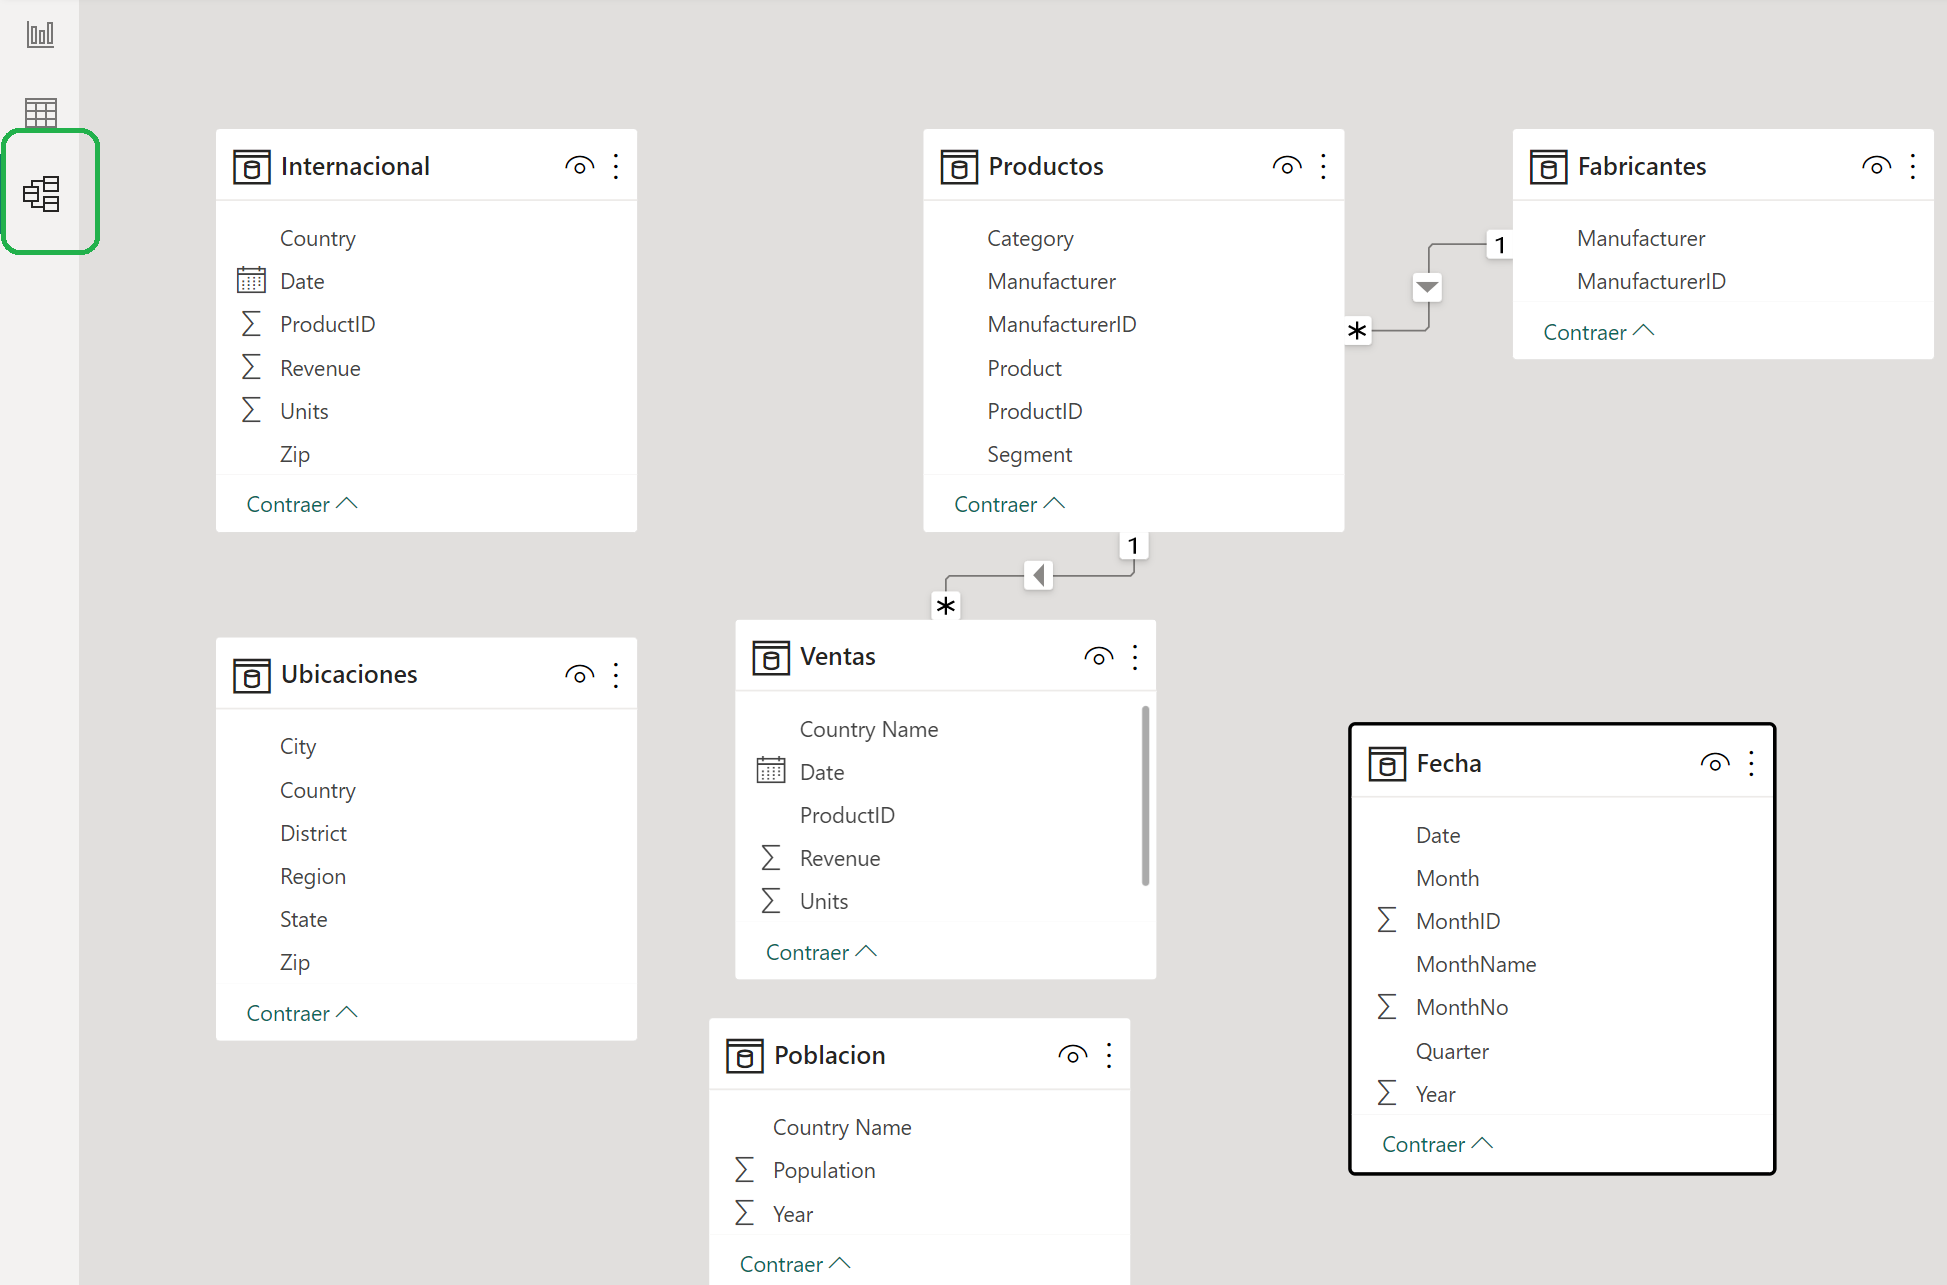 Internacional
Country
Date
ProductID
Revenue
Units
Zip
Contraer
Productos
Category
Manufacturer
ManufacturerID
Product
ProductID
Segment
Contraer
Fabricantes
Manufacturer
ManufacturerID
Contraer
1
*
1
*
Ubicaciones
City
Country
District
Region
State
Zip
Contraer
Ventas
Country Name
Date
ProductID
Revenue
Units
Contraer
Fecha
Date
Month
MonthID
MonthName
MonthNo
Quarter
Year
Contraer
Poblacion
Country Name
Population
Year
Contraer